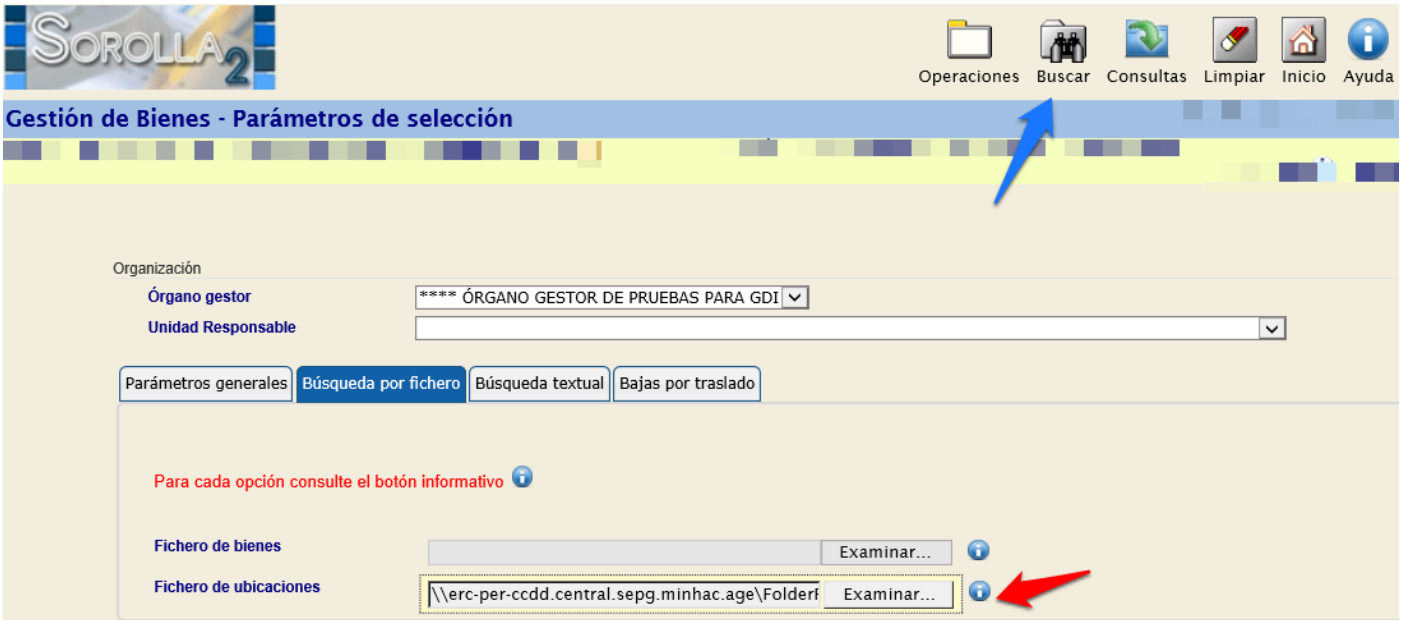 SOROLLA2
Operaciones Buscar Consultas Limpiar Inicio Ayuda
Gestión de Bienes - Parámetros de selección
Organización
Órgano gestor **** ÓRGANO GESTOR DE PRUEBAS PARA GDI
Unidad Responsable
Parámetros generales Búsqueda por fichero Búsqueda textual Bajas por traslado
Para cada opción consulte el botón informativo
Fichero de bienes Examinar...
Fichero de ubicaciones \\erc-per-ccdd.central.sepg.minhac.age\Folder Examinar...